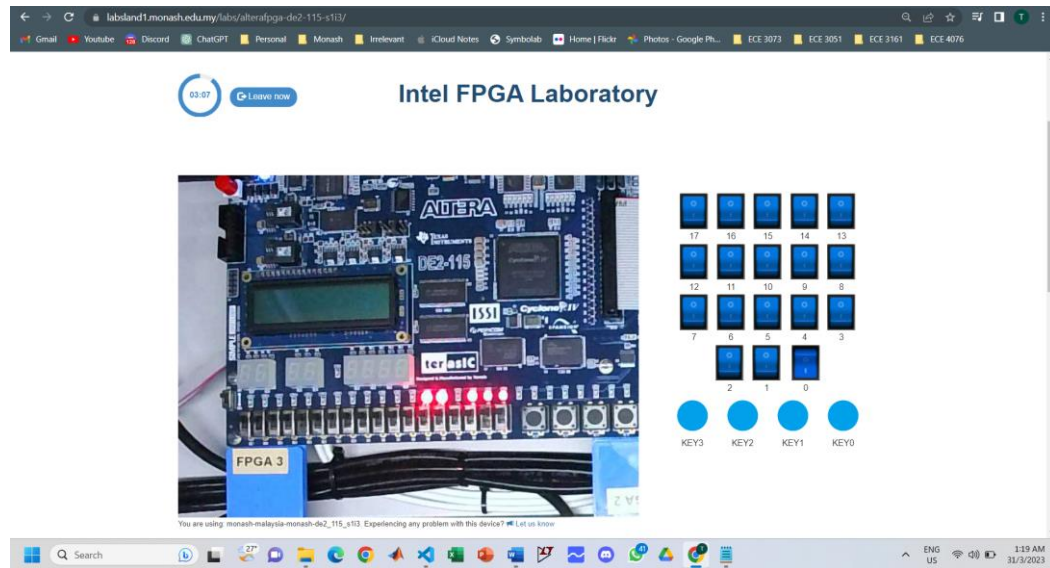 labsland1.monash.edu.my/labs/alterafpga-de2-115-s1i3/
Gmail Youtube Discord ChatGPT Personal Monash Irrelevant iCloud Notes Symbolab Home | Flickr Photos - Google Ph... ECE 3073 ECE 3051 ECE 3161 ECE 4076
03:07 Leave now
Intel FPGA Laboratory
ALTERA
TEXAS INSTRUMENTS
DE2-115
ISSI
Cyclone IV
terasIC
FPGA 3
17 16 15 14 13
12 11 10 9 8
7 6 5 4 3
2 1 0
KEY3 KEY2 KEY1 KEY0
You are using: monash-malaysia-monash-de2_115_s1i3. Experiencing any problem with this device? Let us know
Search
27°
ENG
US
1:19 AM
31/3/2023